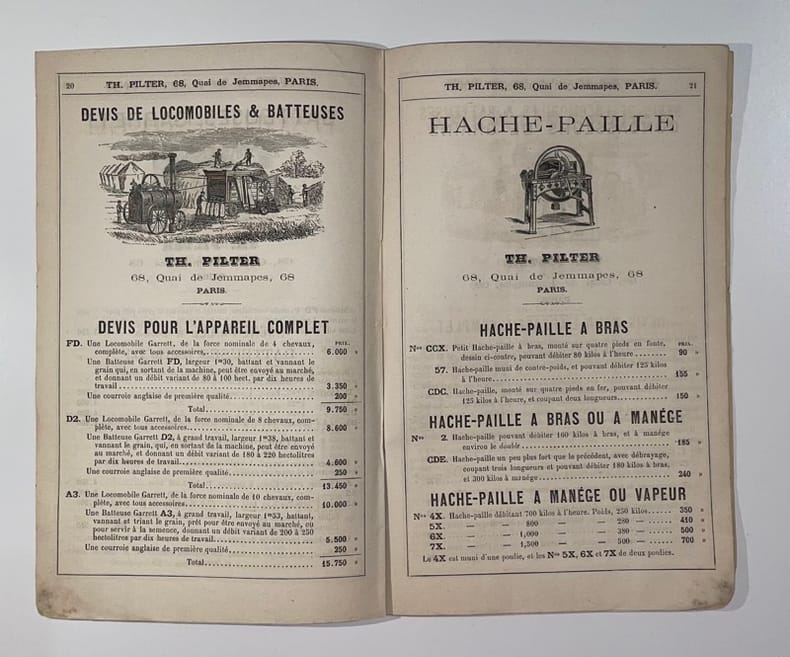 20
TH. PILTER, 68, Quai de Jemmapes, PARIS.
DEVIS DE LOCOMOBILES & BATTEUSES
TH. PILTER
68, Quai de Jemmapes, 68
PARIS.
DEVIS POUR L'APPAREIL COMPLET
PRIX.
FD. Une Locomobile Garrett, de la force nominale de 4 chevaux,
complète, avec tous accessoires........ 6.000 »
Une Batteuse Garrett FD, largeur 1m30, battant et vannant le
grain qui, en sortant de la machine, peut être envoyé au marché,
et donnant un débit variant de 80 à 100 hect. par dix heures de
travail........ 3.350 »
Une courroie anglaise de première qualité........ 200 »
Total........ 9.750 »
D2. Une Locomobile Garrett, de la force nominale de 8 chevaux, com-
plète, avec tous accessoires........ 8.600 »
Une Batteuse Garrett D2, à grand travail, largeur 1m38, battant et
vannant le grain, qui, en sortant de la machine, peut être envoyé
au marché, et donnant un débit variant de 180 à 220 hectolitres
par dix heures de travail........ 4.600 »
Une courroie anglaise de première qualité........ 250 »
Total........ 13.450 »
A3. Une Locomobile Garrett, de la force nominale de 10 chevaux, com-
plète, avec tous accessoires........ 10.000 »
Une Batteuse Garrett A3, à grand travail, largeur 1m53, battant,
vannant et triant le grain, prêt pour être envoyé au marché, ou
pour servir à la semence, donnant un débit variant de 200 à 250
hectolitres par dix heures de travail........ 5.500 »
Une courroie anglaise de première qualité........ 250 »
Total........ 15.750 »
TH. PILTER, 68, Quai de Jemmapes, PARIS.
21
HACHE-PAILLE
TH. PILTER
68, Quai de Jemmapes, 68
PARIS.
HACHE-PAILLE A BRAS
PRIX.
Nos CCX. Petit Hache-paille à bras, monté sur quatre pieds en fonte,
dessin ci-contre, pouvant débiter 80 kilos à l'heure........ 90 »
57. Hache-paille muni de contre-poids, et pouvant débiter 125 kilos
à l'heure........ 155 »
CDC. Hache-paille, monté sur quatre pieds en fer, pouvant débiter
125 kilos à l'heure, et coupant deux longueurs........ 150 »
HACHE-PAILLE A BRAS OU A MANÉGE
Nos 2. Hache-paille pouvant débiter 160 kilos à bras, et à manége
environ le double........ 185 »
CDE. Hache-paille un peu plus fort que le précédent, avec débrayage,
coupant trois longueurs et pouvant débiter 180 kilos à bras,
et 300 kilos à manége........ 240 »
HACHE-PAILLE A MANÉGE OU VAPEUR
Nos 4X. Hache-paille débitant 700 kilos à l'heure. Poids, 250 kilos...... 350 »
5X. — — 800 — — 280 — ...... 410 »
6X. — — 1,000 — — 380 — ...... 500 »
7X. — — 1,500 — — 500 — ...... 700 »
Le 4X est muni d'une poulie, et les Nos 5X, 6X et 7X de deux poulies.